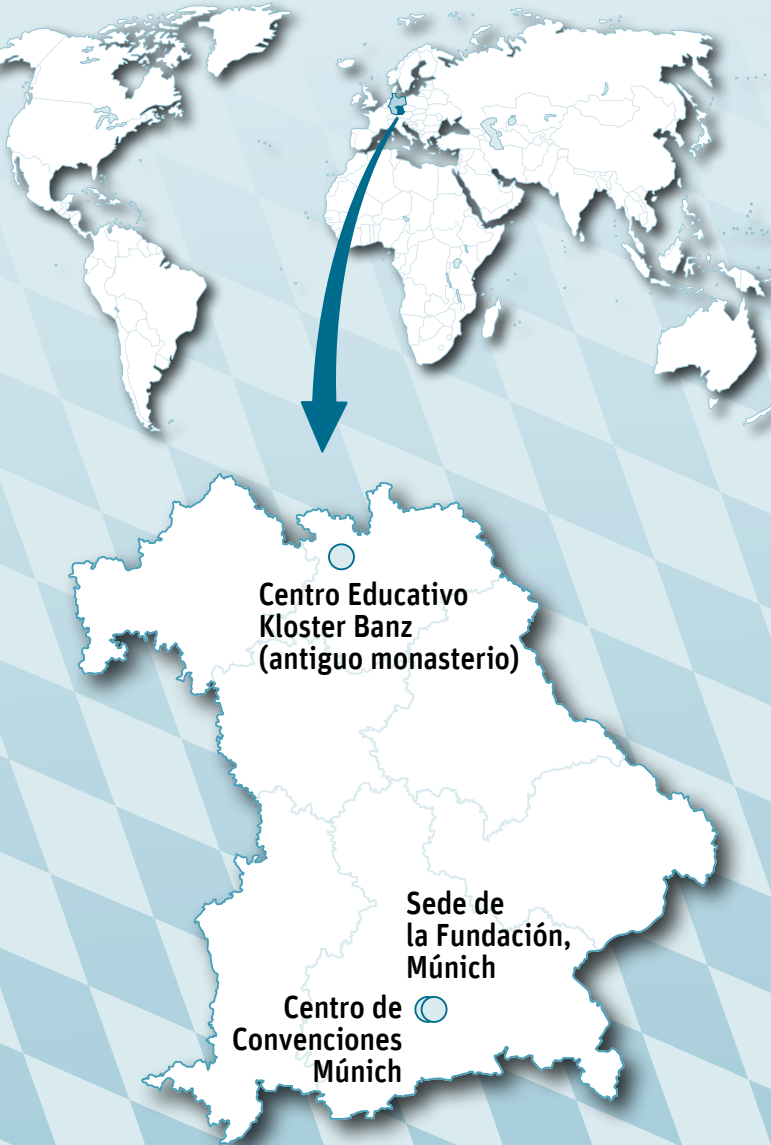 Centro Educativo
Kloster Banz
(antiguo monasterio)
Sede de
la Fundación,
Múnich
Centro de
Convenciones
Múnich